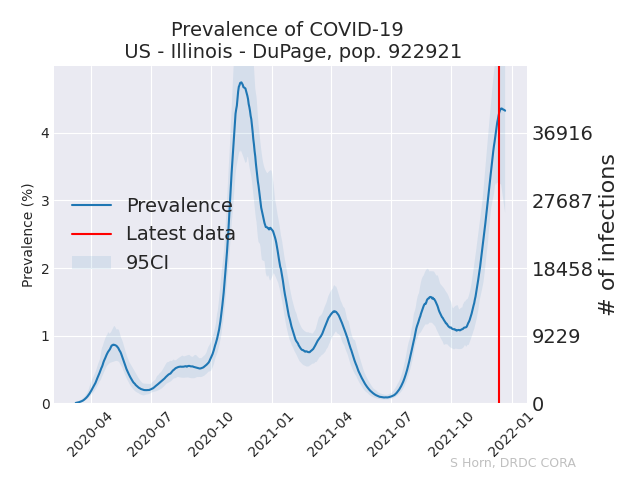 Prevalence of COVID-19
US - Illinois - DuPage, pop. 922921
Prevalence (%)
4
3
2
1
0
Prevalence
Latest data
95CI
36916
27687
18458
9229
0
# of infections
2020-04
2020-07
2020-10
2021-01
2021-04
2021-07
2021-10
2022-01
S Horn, DRDC CORA